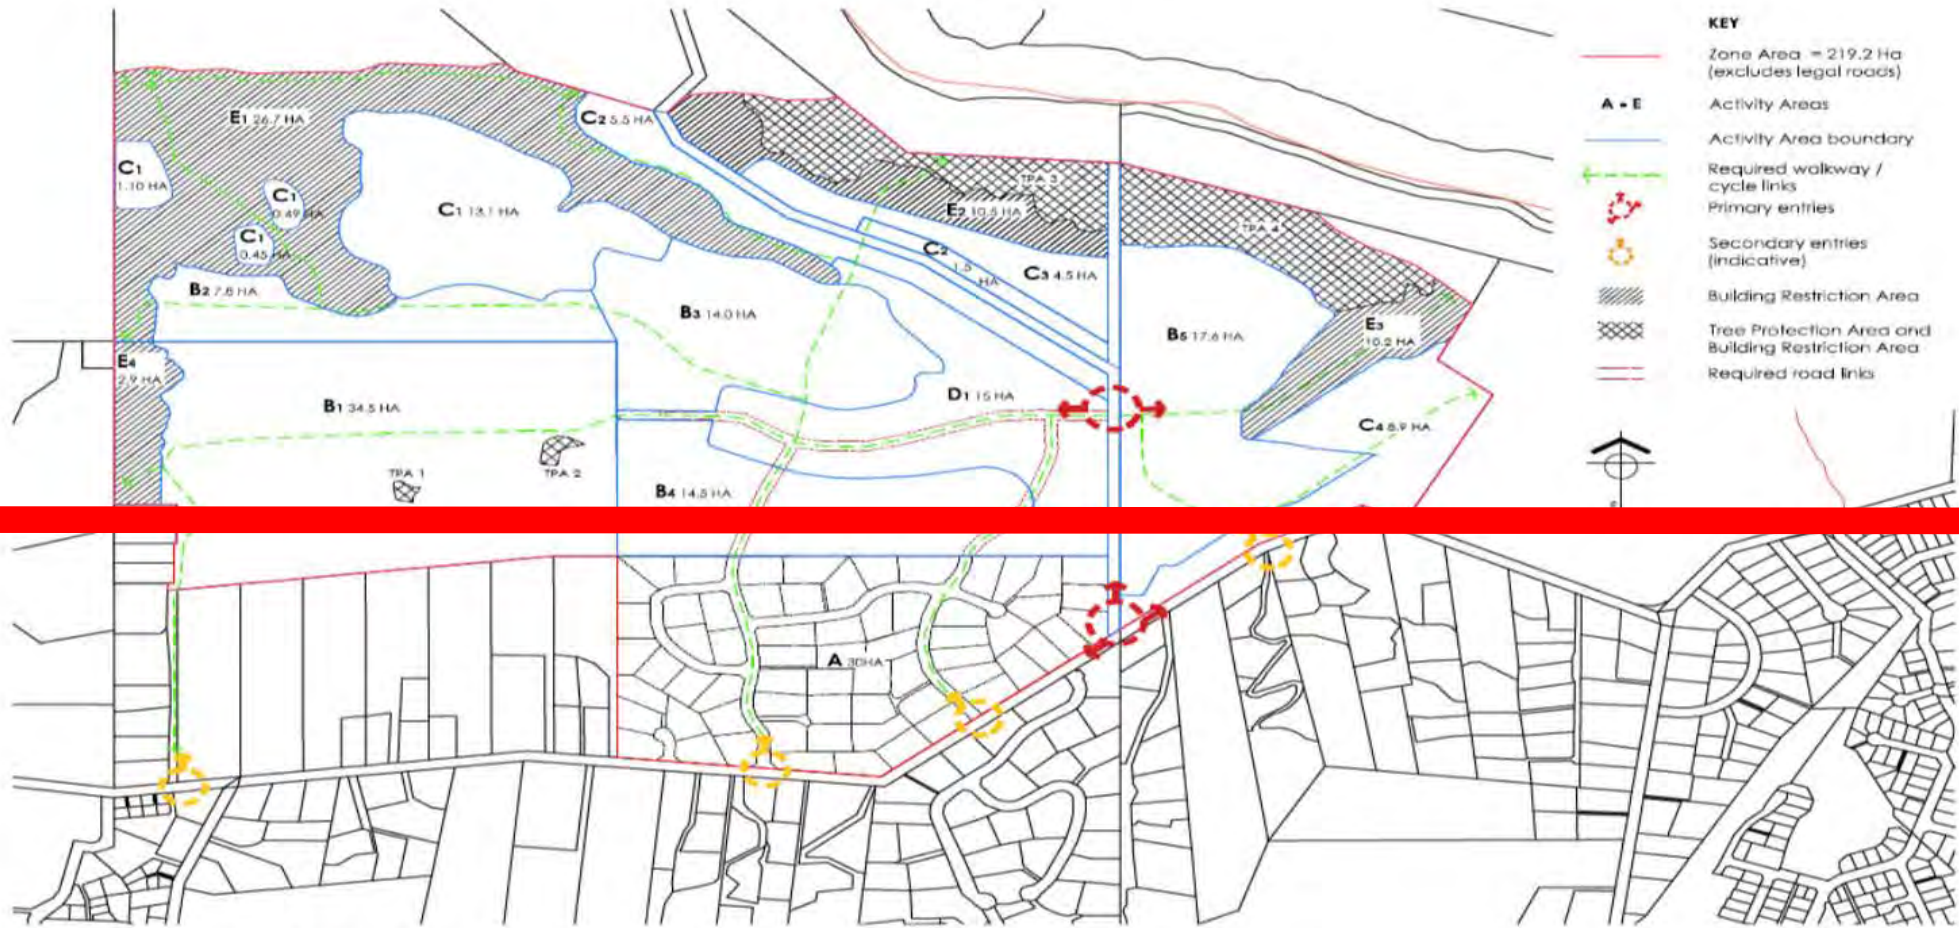 KEY
Zone Area = 219.2 Ha
(excludes legal roads)
A - E
Activity Areas
Activity Area boundary
Required walkway /
cycle links
Primary entries
Secondary entries
(indicative)
Building Restriction Area
Tree Protection Area and
Building Restriction Area
Required road links
E1 26.7 HA
C2 5.5 HA
C1
1.10 HA
C1
0.49 HA
C1 13.1 HA
C1
0.45 HA
TPA 3
E2 10.5 HA
TPA 4
C2
1.5
HA
C3 4.5 HA
B2 7.8 HA
B3 14.0 HA
B5 17.6 HA
E3
10.2 HA
E4
2.9 HA
B1 34.5 HA
D1 15 HA
C4 8.9 HA
TPA 1
TPA 2
B4 14.5 HA
A 30HA